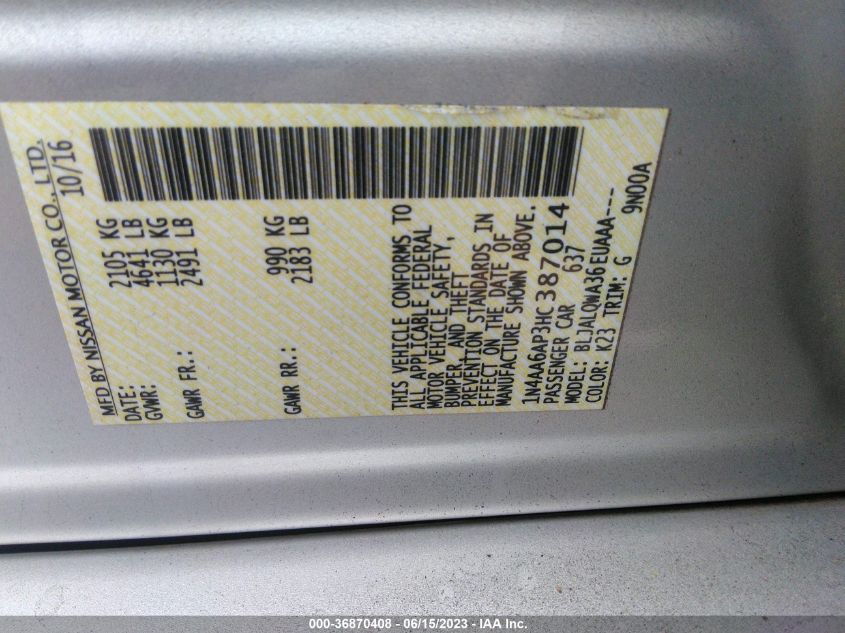 MFD BY NISSAN MOTOR CO., LTD.
DATE: 10/16
GVWR: 2105 KG
4641 LB
GAWR FR.: 1130 KG
2491 LB
GAWR RR.: 990 KG
2183 LB
THIS VEHICLE CONFORMS TO
ALL APPLICABLE FEDERAL
MOTOR VEHICLE SAFETY,
BUMPER, AND THEFT
PREVENTION STANDARDS IN
EFFECT ON THE DATE OF
MANUFACTURE SHOWN ABOVE.
1N4AA6AP3HC387014
PASSENGER CAR 637
MODEL: BLJALQWA36EUAAA---
COLOR: K23 TRIM: G 9N00A
000-36870408 - 06/15/2023 - IAA Inc.